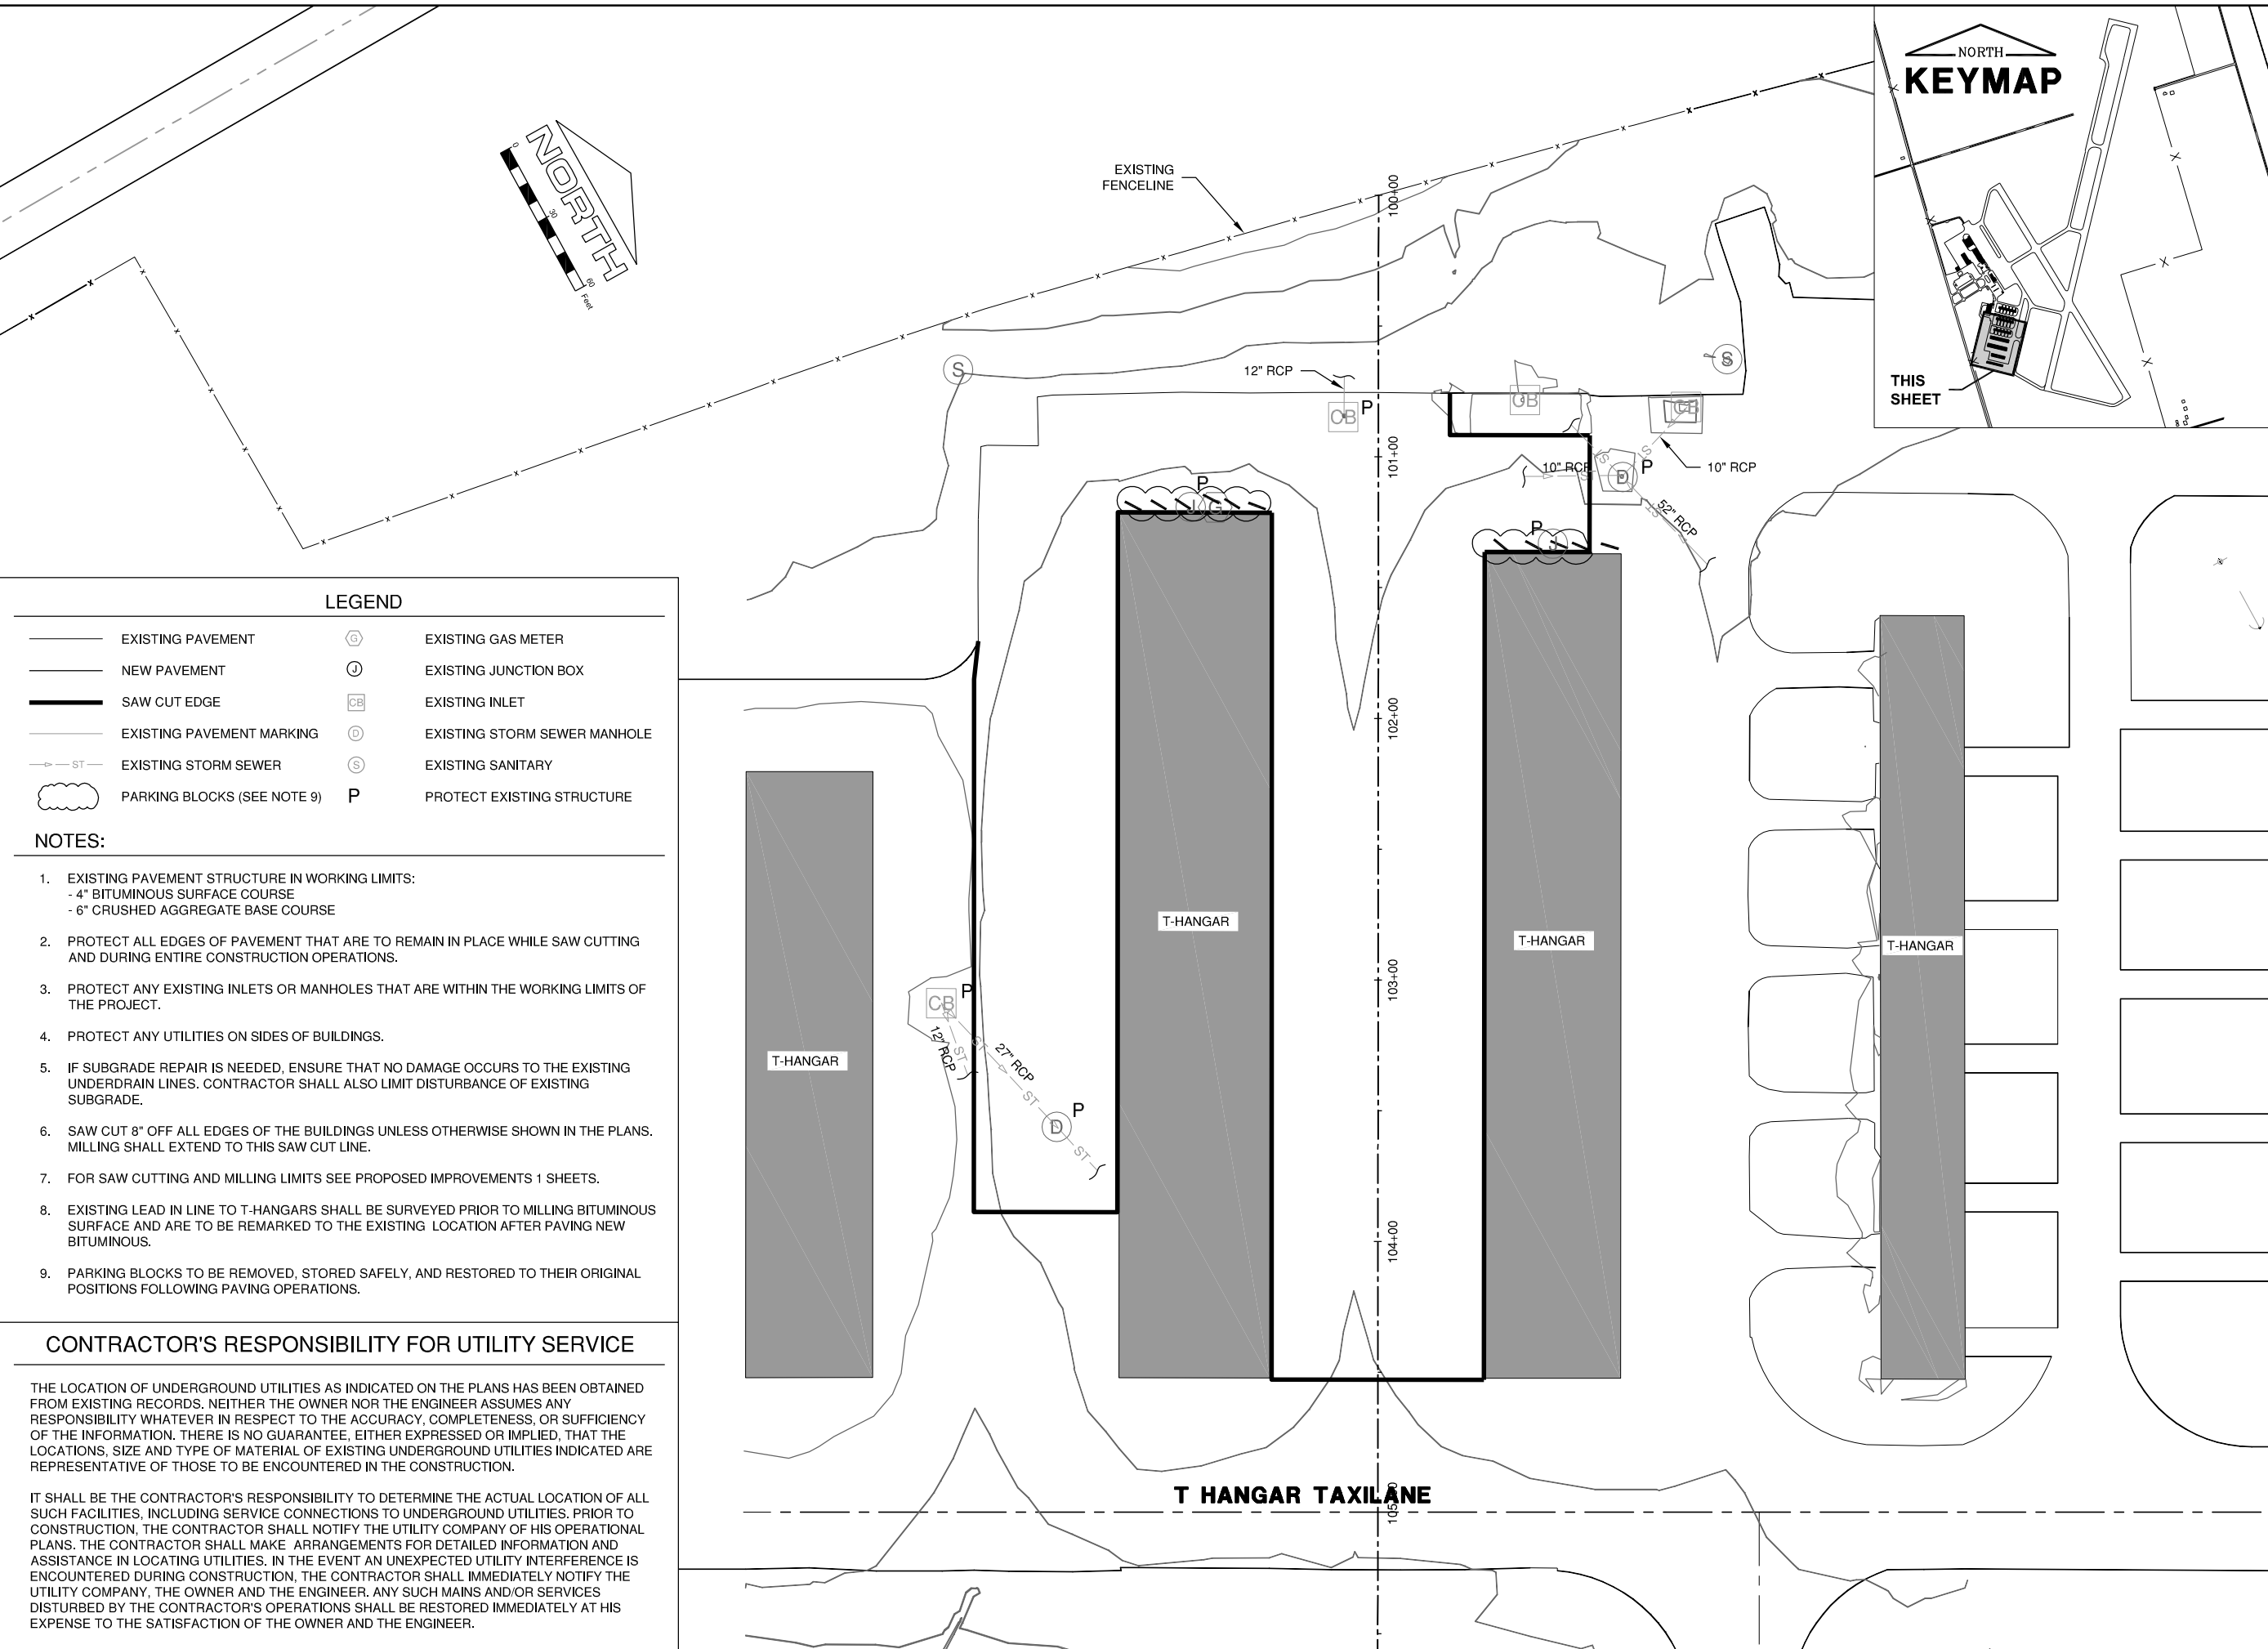 NORTH
KEYMAP
THIS
SHEET
NORTH
0
30
60
Feet
EXISTING
FENCELINE
100+00
S
12" RCP
CB
P
CB
CB
S
101+00
10" RCP
ST
ST
ST
D
P
10" RCP
52" RCP
ST
P
J
G
P
J
102+00
T-HANGAR
T-HANGAR
T-HANGAR
T-HANGAR
103+00
CB
P
12" RCP
ST
27" RCP
ST
ST
D
P
ST
104+00
T HANGAR TAXILANE
105+00
LEGEND
EXISTING PAVEMENT
G
EXISTING GAS METER
NEW PAVEMENT
J
EXISTING JUNCTION BOX
SAW CUT EDGE
CB
EXISTING INLET
EXISTING PAVEMENT MARKING
D
EXISTING STORM SEWER MANHOLE
ST
EXISTING STORM SEWER
S
EXISTING SANITARY
PARKING BLOCKS (SEE NOTE 9)
P
PROTECT EXISTING STRUCTURE
NOTES:
1. EXISTING PAVEMENT STRUCTURE IN WORKING LIMITS:
- 4" BITUMINOUS SURFACE COURSE
- 6" CRUSHED AGGREGATE BASE COURSE
2. PROTECT ALL EDGES OF PAVEMENT THAT ARE TO REMAIN IN PLACE WHILE SAW CUTTING
AND DURING ENTIRE CONSTRUCTION OPERATIONS.
3. PROTECT ANY EXISTING INLETS OR MANHOLES THAT ARE WITHIN THE WORKING LIMITS OF
THE PROJECT.
4. PROTECT ANY UTILITIES ON SIDES OF BUILDINGS.
5. IF SUBGRADE REPAIR IS NEEDED, ENSURE THAT NO DAMAGE OCCURS TO THE EXISTING
UNDERDRAIN LINES. CONTRACTOR SHALL ALSO LIMIT DISTURBANCE OF EXISTING
SUBGRADE.
6. SAW CUT 8" OFF ALL EDGES OF THE BUILDINGS UNLESS OTHERWISE SHOWN IN THE PLANS.
MILLING SHALL EXTEND TO THIS SAW CUT LINE.
7. FOR SAW CUTTING AND MILLING LIMITS SEE PROPOSED IMPROVEMENTS 1 SHEETS.
8. EXISTING LEAD IN LINE TO T-HANGARS SHALL BE SURVEYED PRIOR TO MILLING BITUMINOUS
SURFACE AND ARE TO BE REMARKED TO THE EXISTING LOCATION AFTER PAVING NEW
BITUMINOUS.
9. PARKING BLOCKS TO BE REMOVED, STORED SAFELY, AND RESTORED TO THEIR ORIGINAL
POSITIONS FOLLOWING PAVING OPERATIONS.
CONTRACTOR'S RESPONSIBILITY FOR UTILITY SERVICE
THE LOCATION OF UNDERGROUND UTILITIES AS INDICATED ON THE PLANS HAS BEEN OBTAINED
FROM EXISTING RECORDS. NEITHER THE OWNER NOR THE ENGINEER ASSUMES ANY
RESPONSIBILITY WHATEVER IN RESPECT TO THE ACCURACY, COMPLETENESS, OR SUFFICIENCY
OF THE INFORMATION. THERE IS NO GUARANTEE, EITHER EXPRESSED OR IMPLIED, THAT THE
LOCATIONS, SIZE AND TYPE OF MATERIAL OF EXISTING UNDERGROUND UTILITIES INDICATED ARE
REPRESENTATIVE OF THOSE TO BE ENCOUNTERED IN THE CONSTRUCTION.
IT SHALL BE THE CONTRACTOR'S RESPONSIBILITY TO DETERMINE THE ACTUAL LOCATION OF ALL
SUCH FACILITIES, INCLUDING SERVICE CONNECTIONS TO UNDERGROUND UTILITIES. PRIOR TO
CONSTRUCTION, THE CONTRACTOR SHALL NOTIFY THE UTILITY COMPANY OF HIS OPERATIONAL
PLANS. THE CONTRACTOR SHALL MAKE ARRANGEMENTS FOR DETAILED INFORMATION AND
ASSISTANCE IN LOCATING UTILITIES. IN THE EVENT AN UNEXPECTED UTILITY INTERFERENCE IS
ENCOUNTERED DURING CONSTRUCTION, THE CONTRACTOR SHALL IMMEDIATELY NOTIFY THE
UTILITY COMPANY, THE OWNER AND THE ENGINEER. ANY SUCH MAINS AND/OR SERVICES
DISTURBED BY THE CONTRACTOR'S OPERATIONS SHALL BE RESTORED IMMEDIATELY AT HIS
EXPENSE TO THE SATISFACTION OF THE OWNER AND THE ENGINEER.